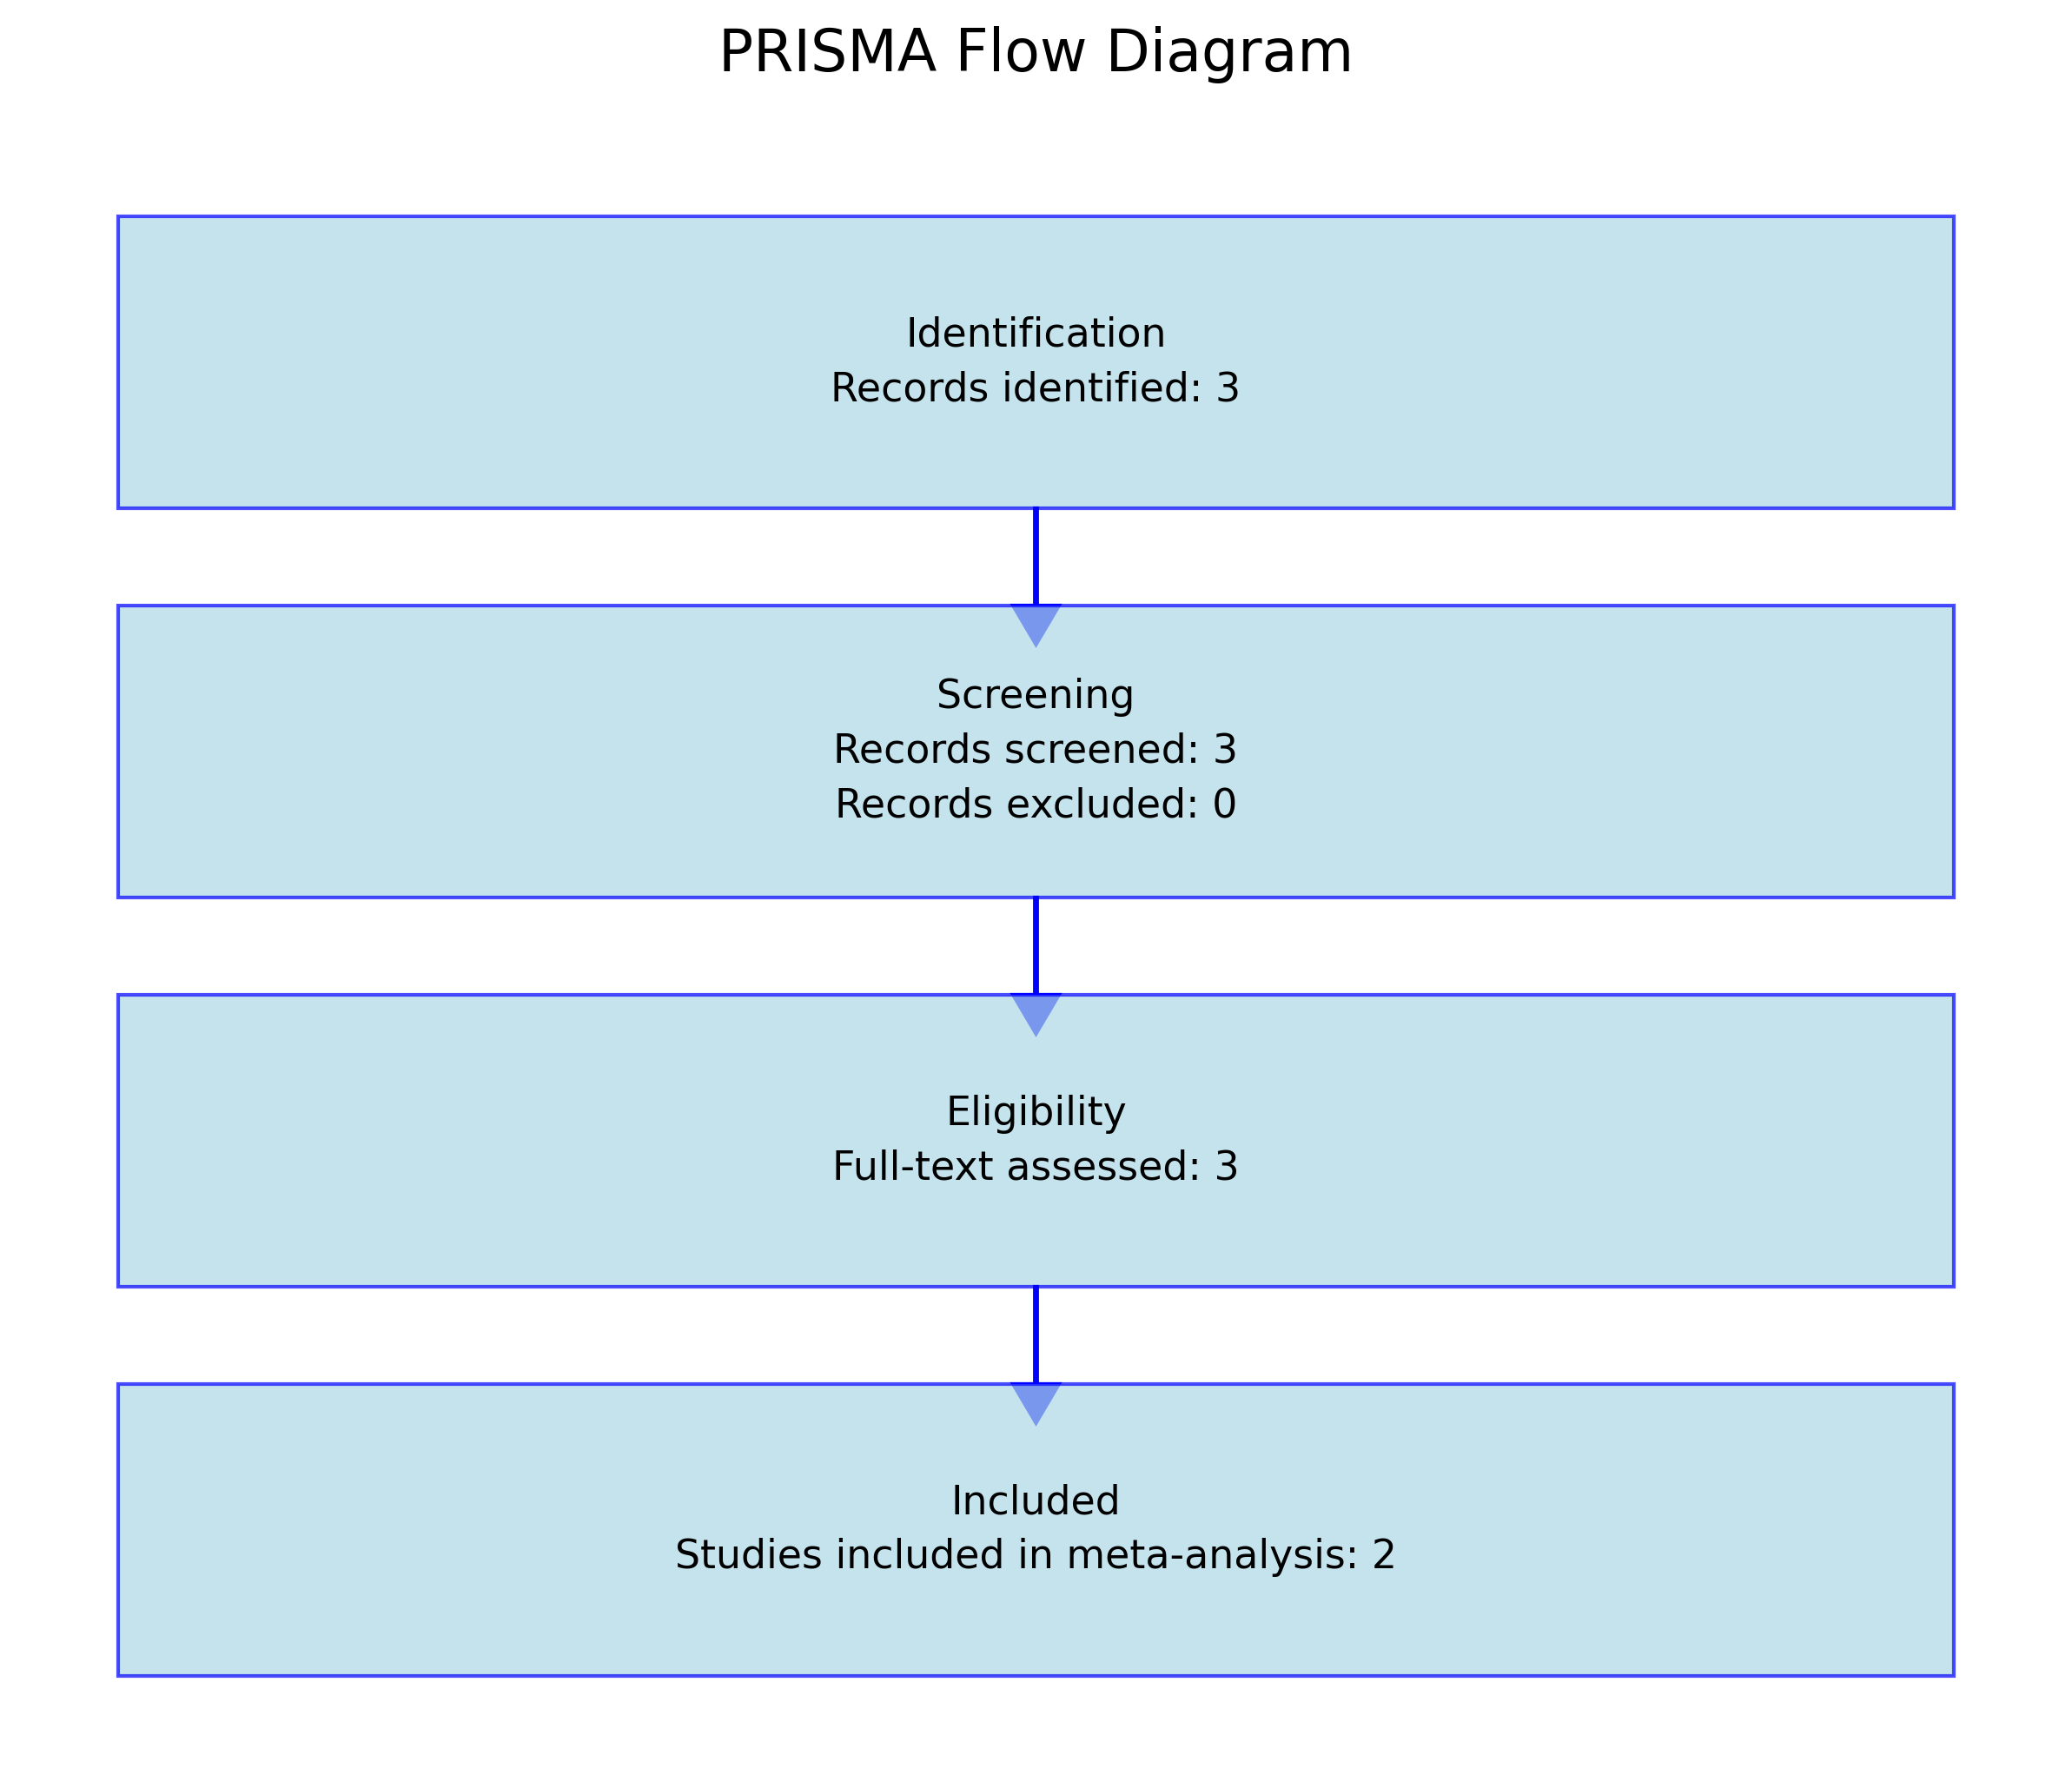 PRISMA Flow Diagram
Identification
Records identified: 3
Screening
Records screened: 3
Records excluded: 0
Eligibility
Full-text assessed: 3
Included
Studies included in meta-analysis: 2